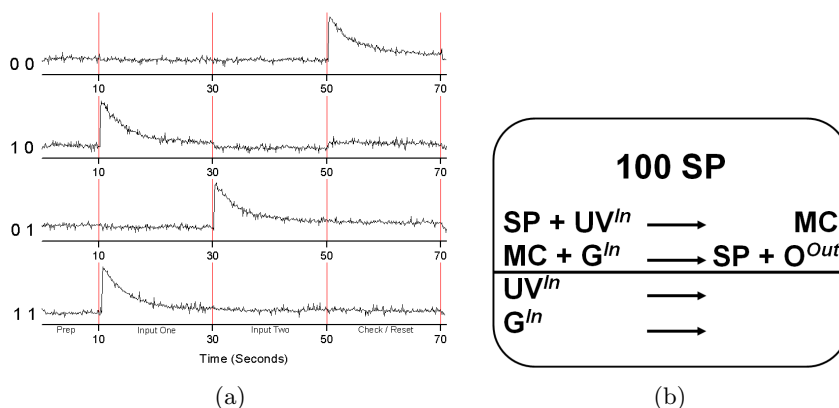 0 0
10 30 50 70
1 0
10 30 50 70
0 1
10 30 50 70
1 1
Prep Input One Input Two Check / Reset
10 30 50 70
Time (Seconds)
(a)
100 SP
SP + UV^In → MC
MC + G^In → SP + O^Out
UV^In →
G^In →
(b)